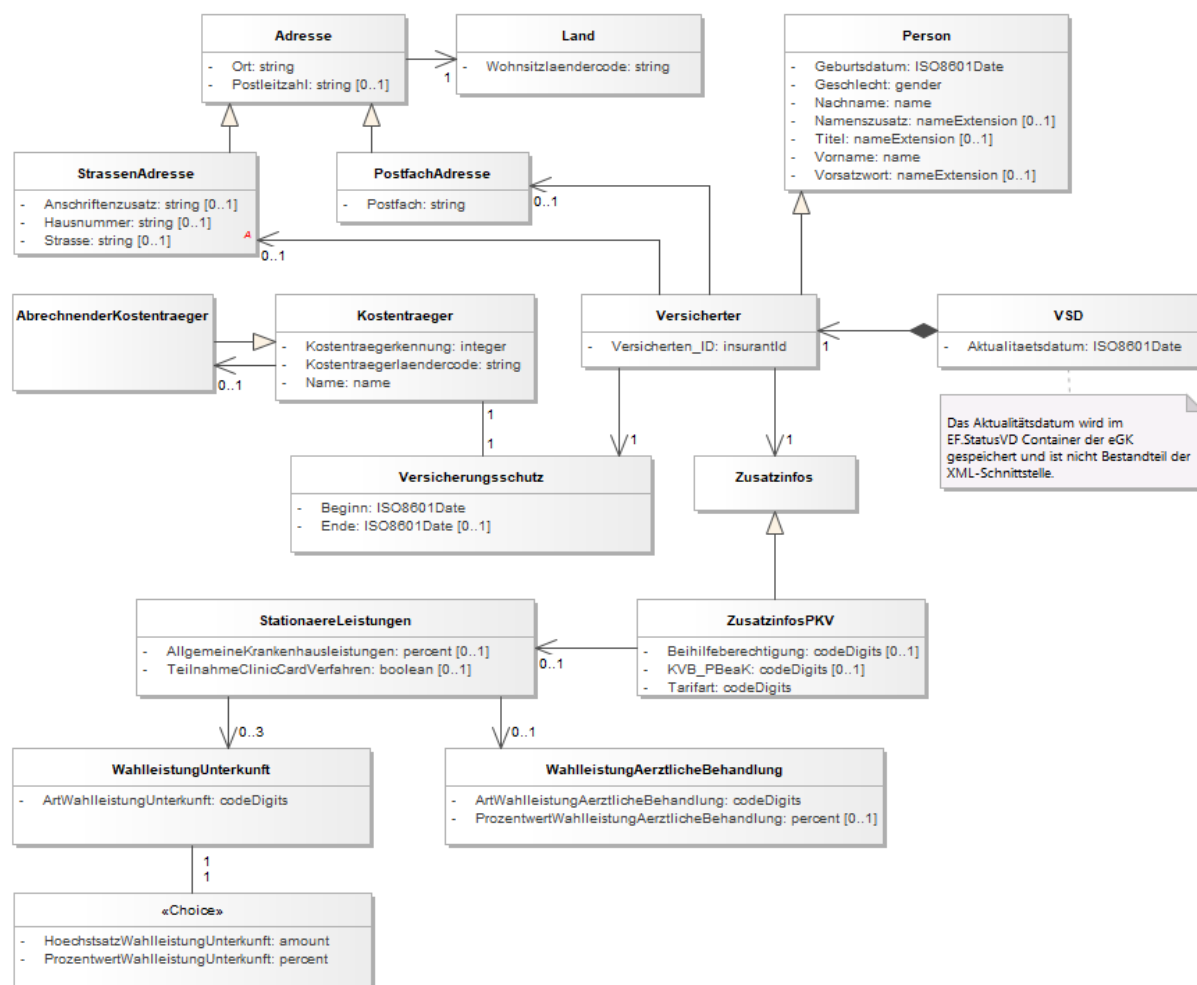 Adresse
- Ort: string
- Postleitzahl: string [0..1]
1
Land
- Wohnsitzlaendercode: string
Person
- Geburtsdatum: ISO8601Date
- Geschlecht: gender
- Nachname: name
- Namenszusatz: nameExtension [0..1]
- Titel: nameExtension [0..1]
- Vorname: name
- Vorsatzwort: nameExtension [0..1]
StrassenAdresse
- Anschriftenzusatz: string [0..1]
- Hausnummer: string [0..1]
- Strasse: string [0..1]
A
0..1
PostfachAdresse
- Postfach: string
0..1
AbrechnenderKostentraeger
0..1
Kostentraeger
- Kostentraegerkennung: integer
- Kostentraegerlaendercode: string
- Name: name
1
1
Versicherter
- Versicherten_ID: insurantId
1
VSD
- Aktualitaetsdatum: ISO8601Date
Das Aktualitätsdatum wird im
EF.StatusVD Container der eGK
gespeichert und ist nicht Bestandteil der
XML-Schnittstelle.
1
1
Versicherungsschutz
- Beginn: ISO8601Date
- Ende: ISO8601Date [0..1]
Zusatzinfos
StationaereLeistungen
- AllgemeineKrankenhausleistungen: percent [0..1]
- TeilnahmeClinicCardVerfahren: boolean [0..1]
0..1
ZusatzinfosPKV
- Beihilfeberechtigung: codeDigits [0..1]
- KVB_PBeaK: codeDigits [0..1]
- Tarifart: codeDigits
0..3
0..1
WahlleistungUnterkunft
- ArtWahlleistungUnterkunft: codeDigits
WahlleistungAerztlicheBehandlung
- ArtWahlleistungAerztlicheBehandlung: codeDigits
- ProzentwertWahlleistungAerztlicheBehandlung: percent [0..1]
1
1
«Choice»
- HoechstsatzWahlleistungUnterkunft: amount
- ProzentwertWahlleistungUnterkunft: percent